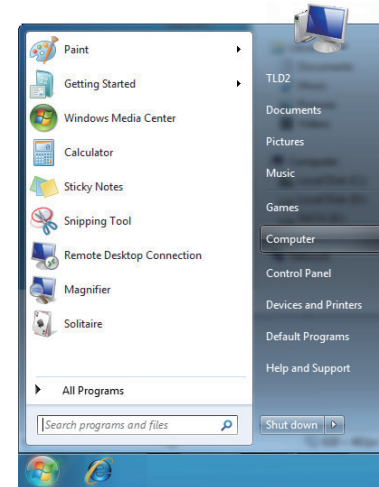 Paint
Getting Started
Windows Media Center
Calculator
Sticky Notes
Snipping Tool
Remote Desktop Connection
Magnifier
Solitaire
All Programs
Search programs and files
TLD2
Documents
Pictures
Music
Games
Computer
Control Panel
Devices and Printers
Default Programs
Help and Support
Shut down